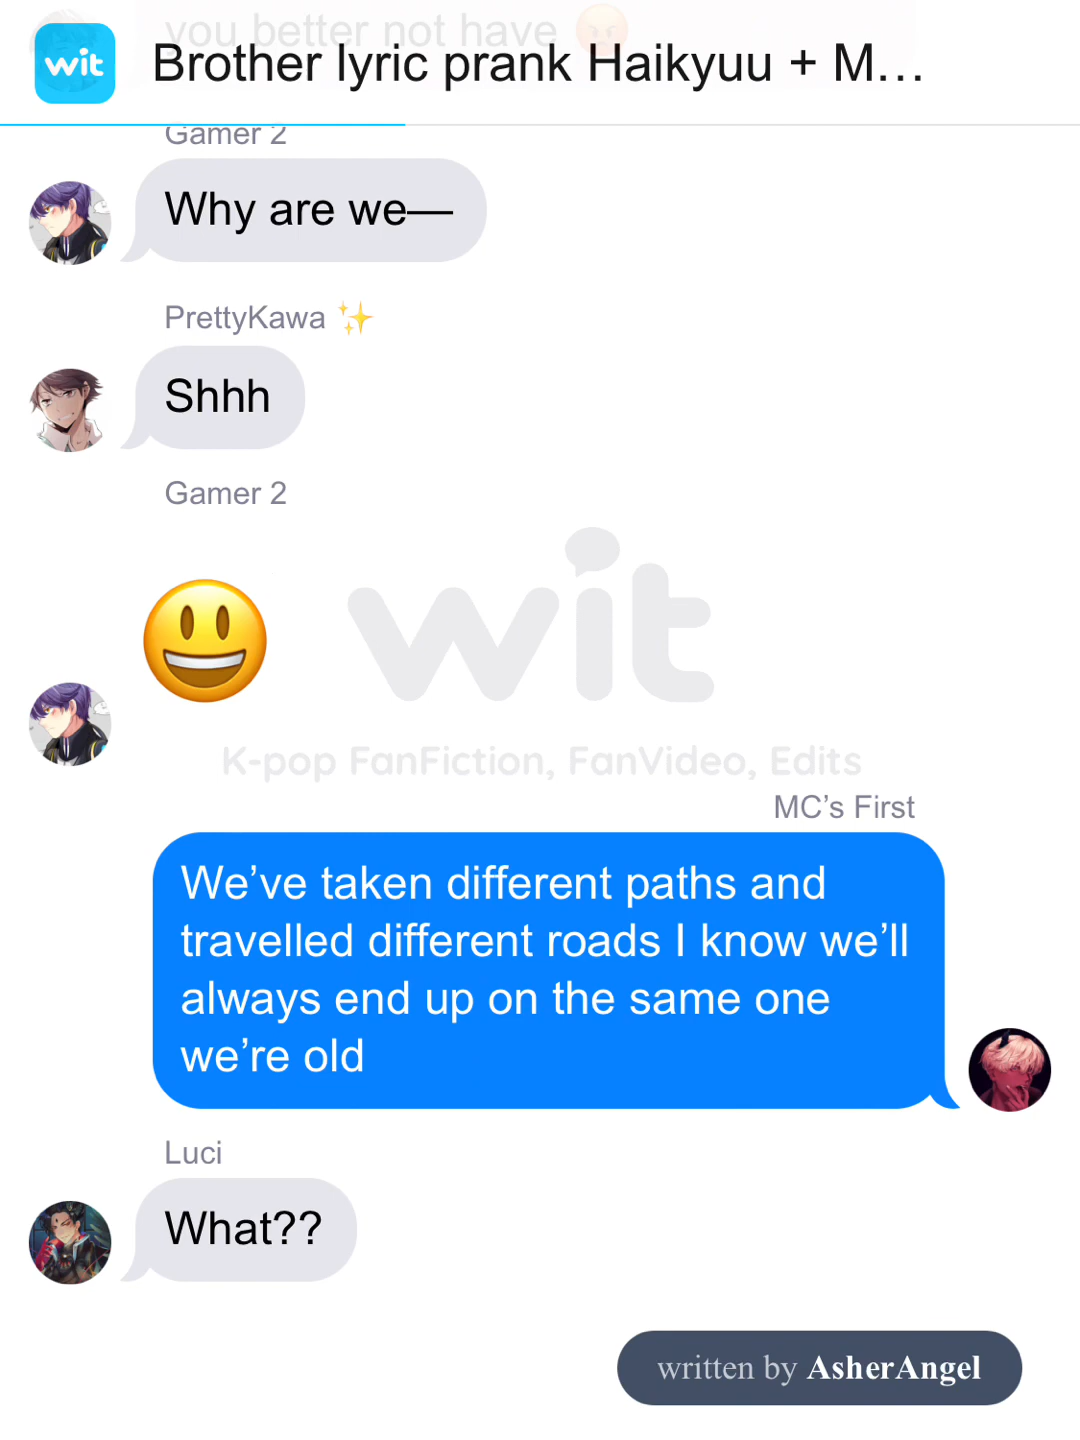 you better not have
wit
Brother lyric prank Haikyuu + M...
Gamer 2
Why are we—
PrettyKawa ✨
Shhh
Gamer 2
😃
wit
K-pop FanFiction, FanVideo, Edits
MC’s First
We’ve taken different paths and
travelled different roads I know we’ll
always end up on the same one
we’re old
Luci
What??
written by AsherAngel